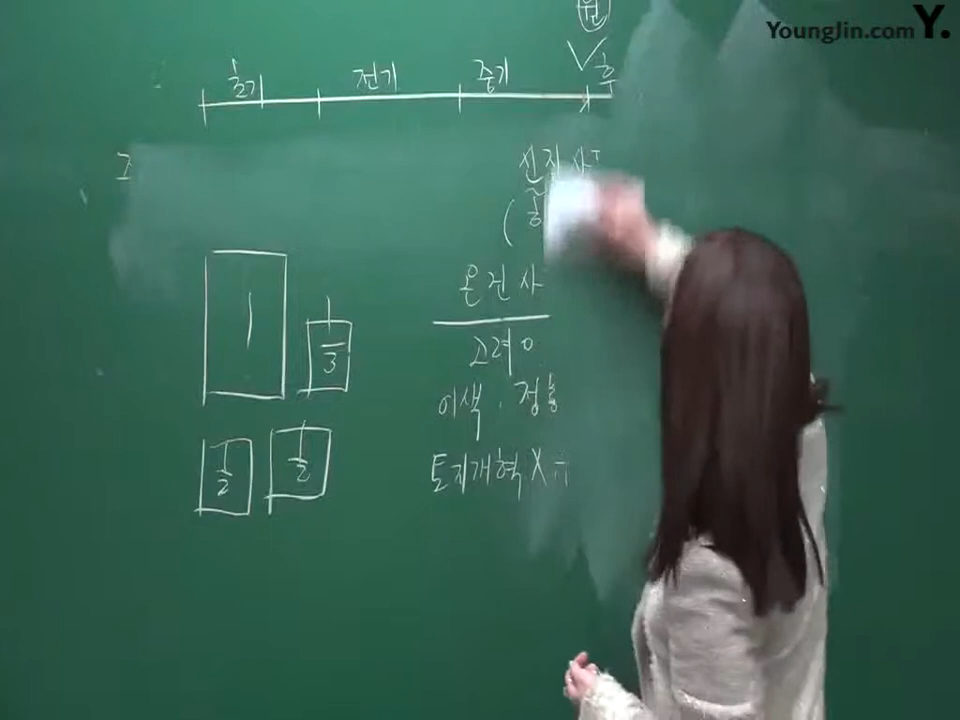 YoungJin.com Y.
원
초기 전기 중기 후
신진사
온건사
고려
이색, 정몽
토지개혁 X
1
1/3
1/2 1/2